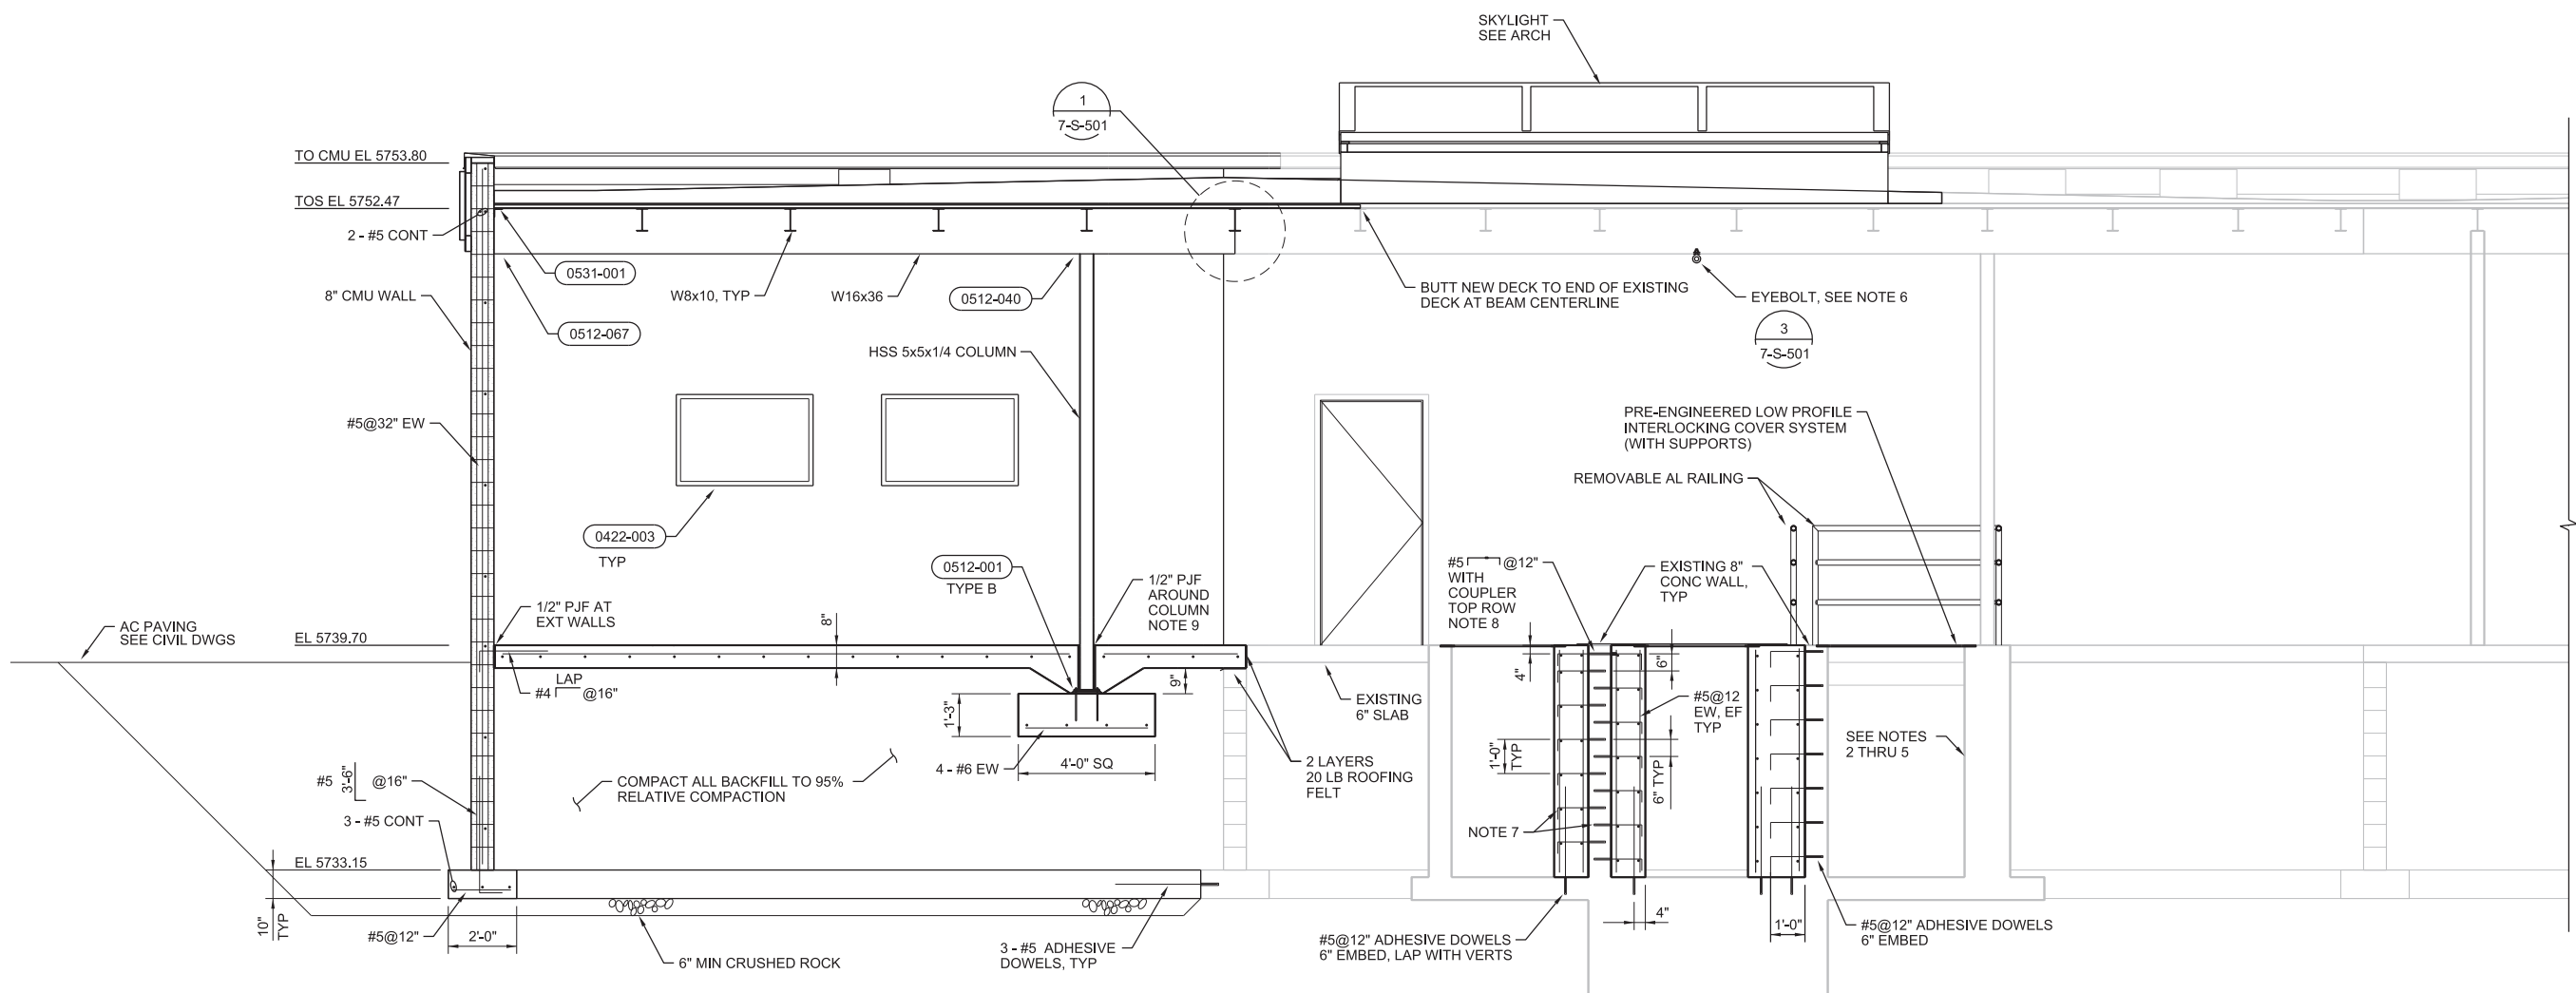 SKYLIGHT
SEE ARCH
1
7-S-501
TO CMU EL 5753.80
TOS EL 5752.47
2 - #5 CONT
0531-001
8" CMU WALL
W8x10, TYP
W16x36
0512-040
BUTT NEW DECK TO END OF EXISTING
DECK AT BEAM CENTERLINE
EYEBOLT, SEE NOTE 6
0512-067
3
7-S-501
HSS 5x5x1/4 COLUMN
#5@32" EW
PRE-ENGINEERED LOW PROFILE
INTERLOCKING COVER SYSTEM
(WITH SUPPORTS)
REMOVABLE AL RAILING
0422-003
TYP
0512-001
TYPE B
1/2" PJF
AROUND
COLUMN
NOTE 9
#5 @12"
WITH
COUPLER
TOP ROW
NOTE 8
EXISTING 8"
CONC WALL,
TYP
1/2" PJF AT
EXT WALLS
8"
AC PAVING
SEE CIVIL DWGS
EL 5739.70
LAP
#4 @16"
9"
4"
6"
1'-3"
EXISTING
6" SLAB
#5@12
EW, EF
TYP
SEE NOTES
2 THRU 5
1'-0"
TYP
6" TYP
4 - #6 EW
4'-0" SQ
2 LAYERS
20 LB ROOFING
FELT
#5 3'-6" @16"
COMPACT ALL BACKFILL TO 95%
RELATIVE COMPACTION
3 - #5 CONT
NOTE 7
EL 5733.15
10"
TYP
#5@12"
2'-0"
6" MIN CRUSHED ROCK
3 - #5 ADHESIVE
DOWELS, TYP
4"
1'-0"
#5@12" ADHESIVE DOWELS
6" EMBED, LAP WITH VERTS
#5@12" ADHESIVE DOWELS
6" EMBED